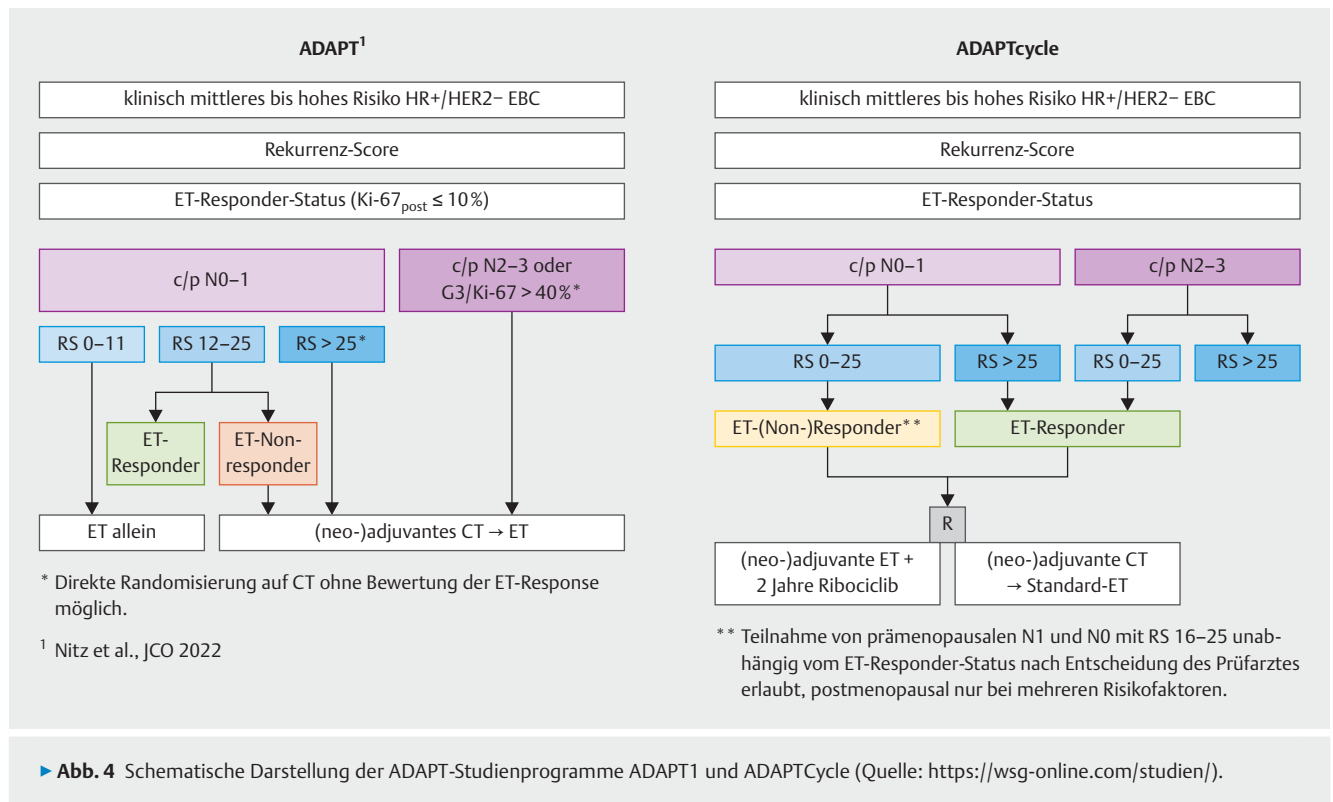 ADAPT¹
klinisch mittleres bis hohes Risiko HR+/HER2− EBC
Rekurrenz-Score
ET-Responder-Status (Ki-67post ≤ 10 %)
c/p N0–1
c/p N2–3 oder
G3/Ki-67 > 40 %*
RS 0–11
RS 12–25
RS > 25*
ET-
Responder
ET-Non-
responder
ET allein
(neo-)adjuvantes CT → ET
* Direkte Randomisierung auf CT ohne Bewertung der ET-Response
möglich.
¹ Nitz et al., JCO 2022
ADAPTcycle
klinisch mittleres bis hohes Risiko HR+/HER2− EBC
Rekurrenz-Score
ET-Responder-Status
c/p N0–1
c/p N2–3
RS 0–25
RS > 25
RS 0–25
RS > 25
ET-(Non-)Responder**
ET-Responder
R
(neo-)adjuvante ET +
2 Jahre Ribociclib
(neo-)adjuvante CT
→ Standard-ET
** Teilnahme von prämenopausalen N1 und N0 mit RS 16–25 unab-
hängig vom ET-Responder-Status nach Entscheidung des Prüfarztes
erlaubt, postmenopausal nur bei mehreren Risikofaktoren.
▶ Abb. 4 Schematische Darstellung der ADAPT-Studienprogramme ADAPT1 und ADAPTCycle (Quelle: https://wsg-online.com/studien/).